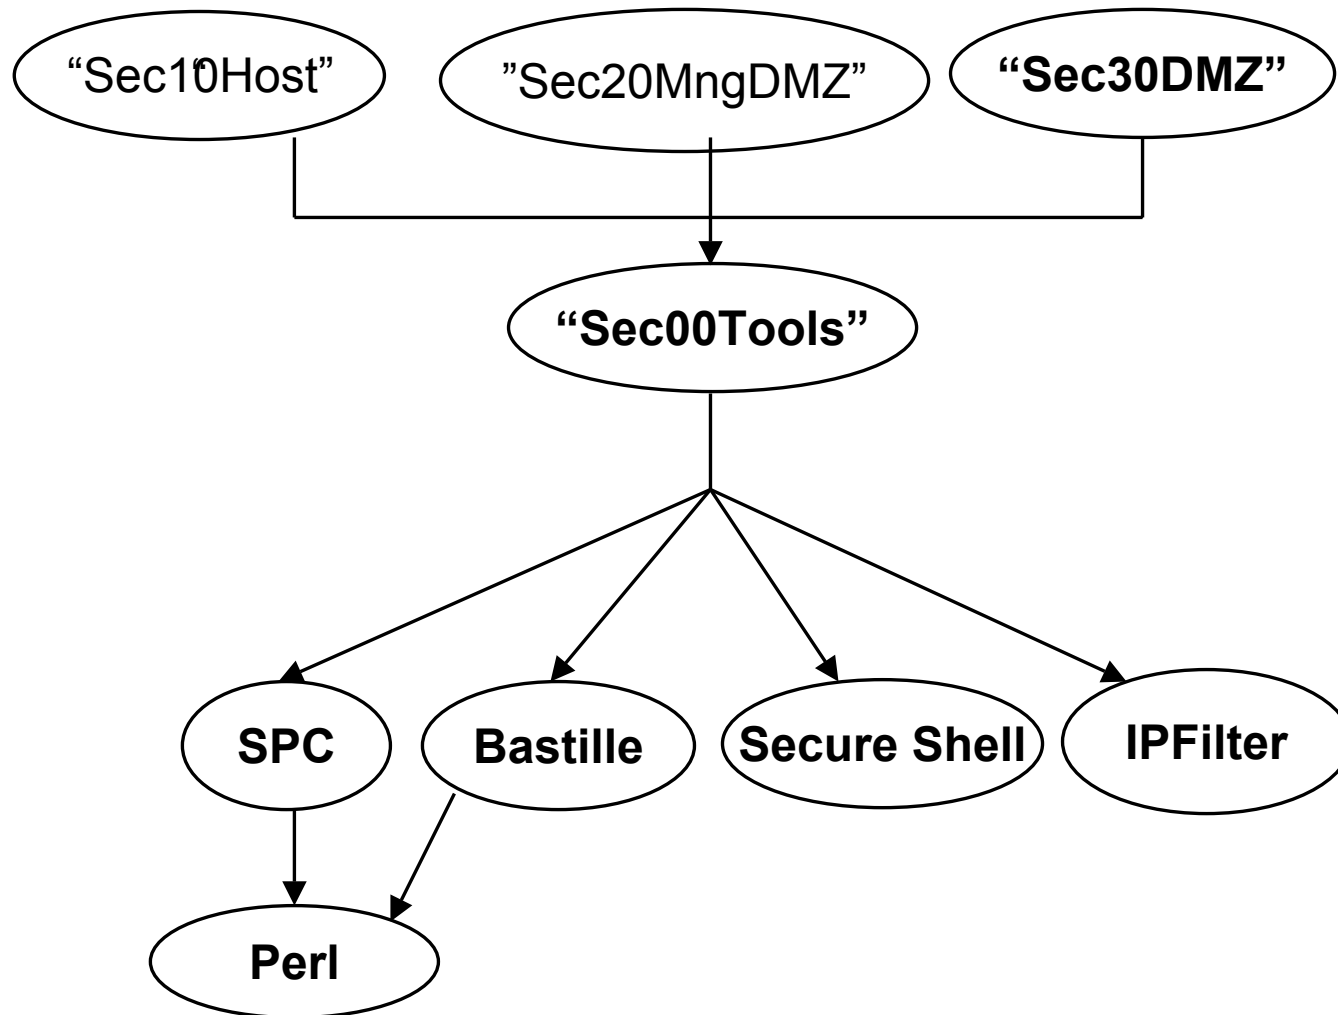 “Sec10Host”
”Sec20MngDMZ”
“Sec30DMZ”
“Sec00Tools”
SPC
Bastille
Secure Shell
IPFilter
Perl